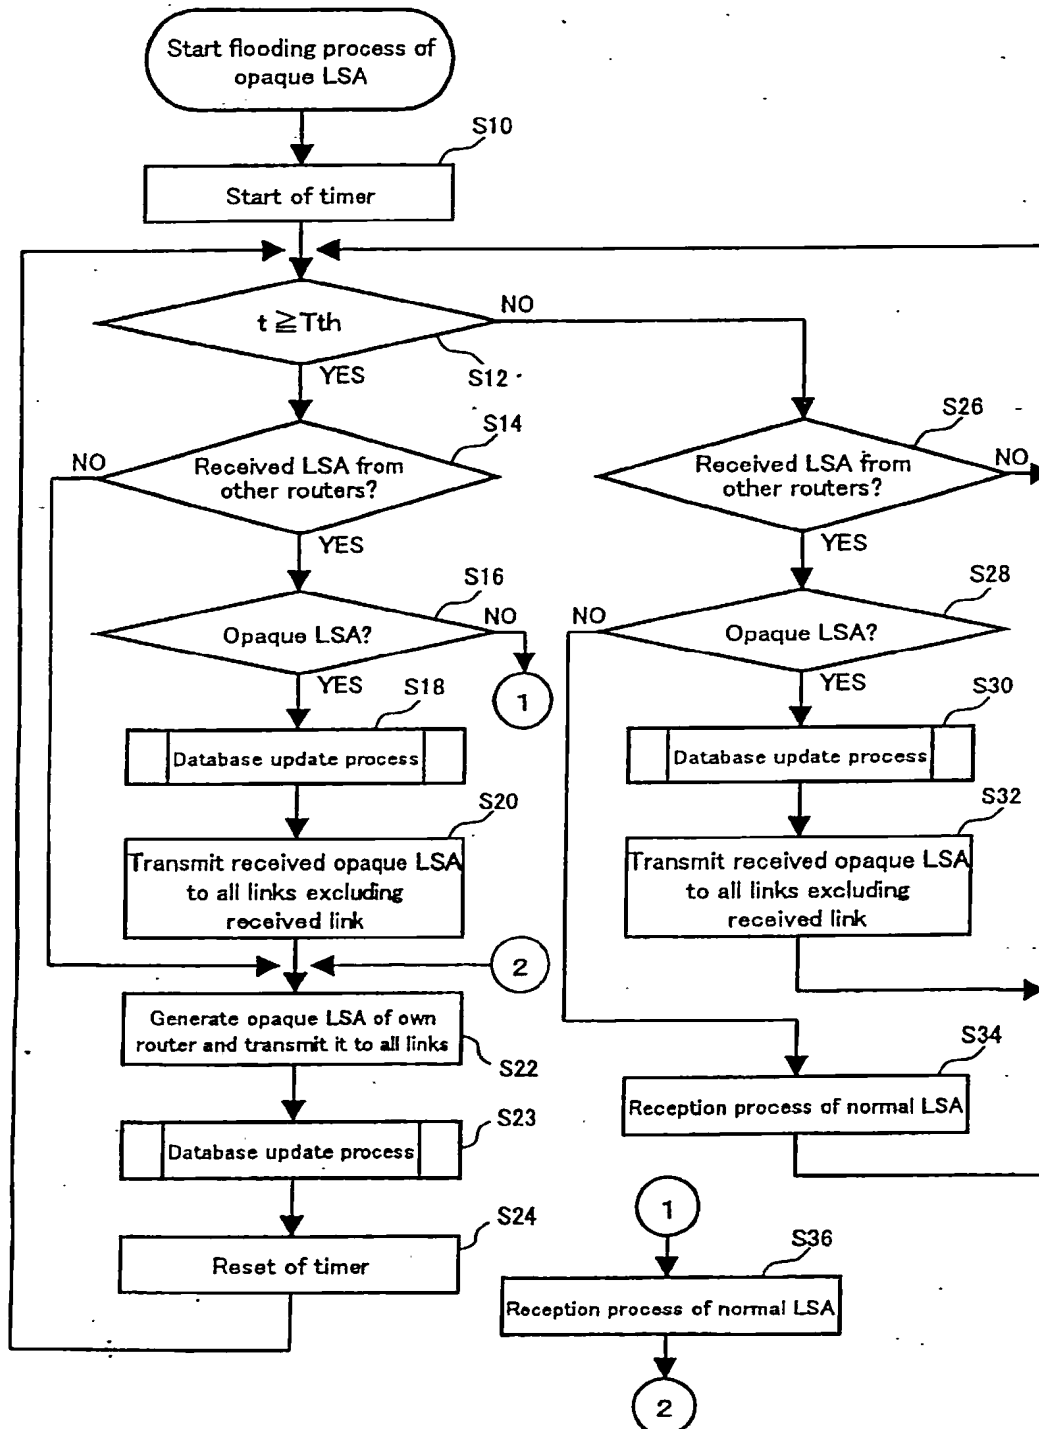 Start flooding process of
opaque LSA
S10
Start of timer
t ≧ Tth
NO
S12
YES
S14
NO
Received LSA from
other routers?
YES
S26
Received LSA from
other routers?
NO
YES
S16
Opaque LSA?
NO
YES
1
S28
NO
Opaque LSA?
YES
S18
Database update process
S30
Database update process
S20
Transmit received opaque LSA
to all links excluding
received link
S32
Transmit received opaque LSA
to all links excluding
received link
2
Generate opaque LSA of own
router and transmit it to all links
S22
S34
Reception process of normal LSA
S23
Database update process
S24
Reset of timer
1
S36
Reception process of normal LSA
2